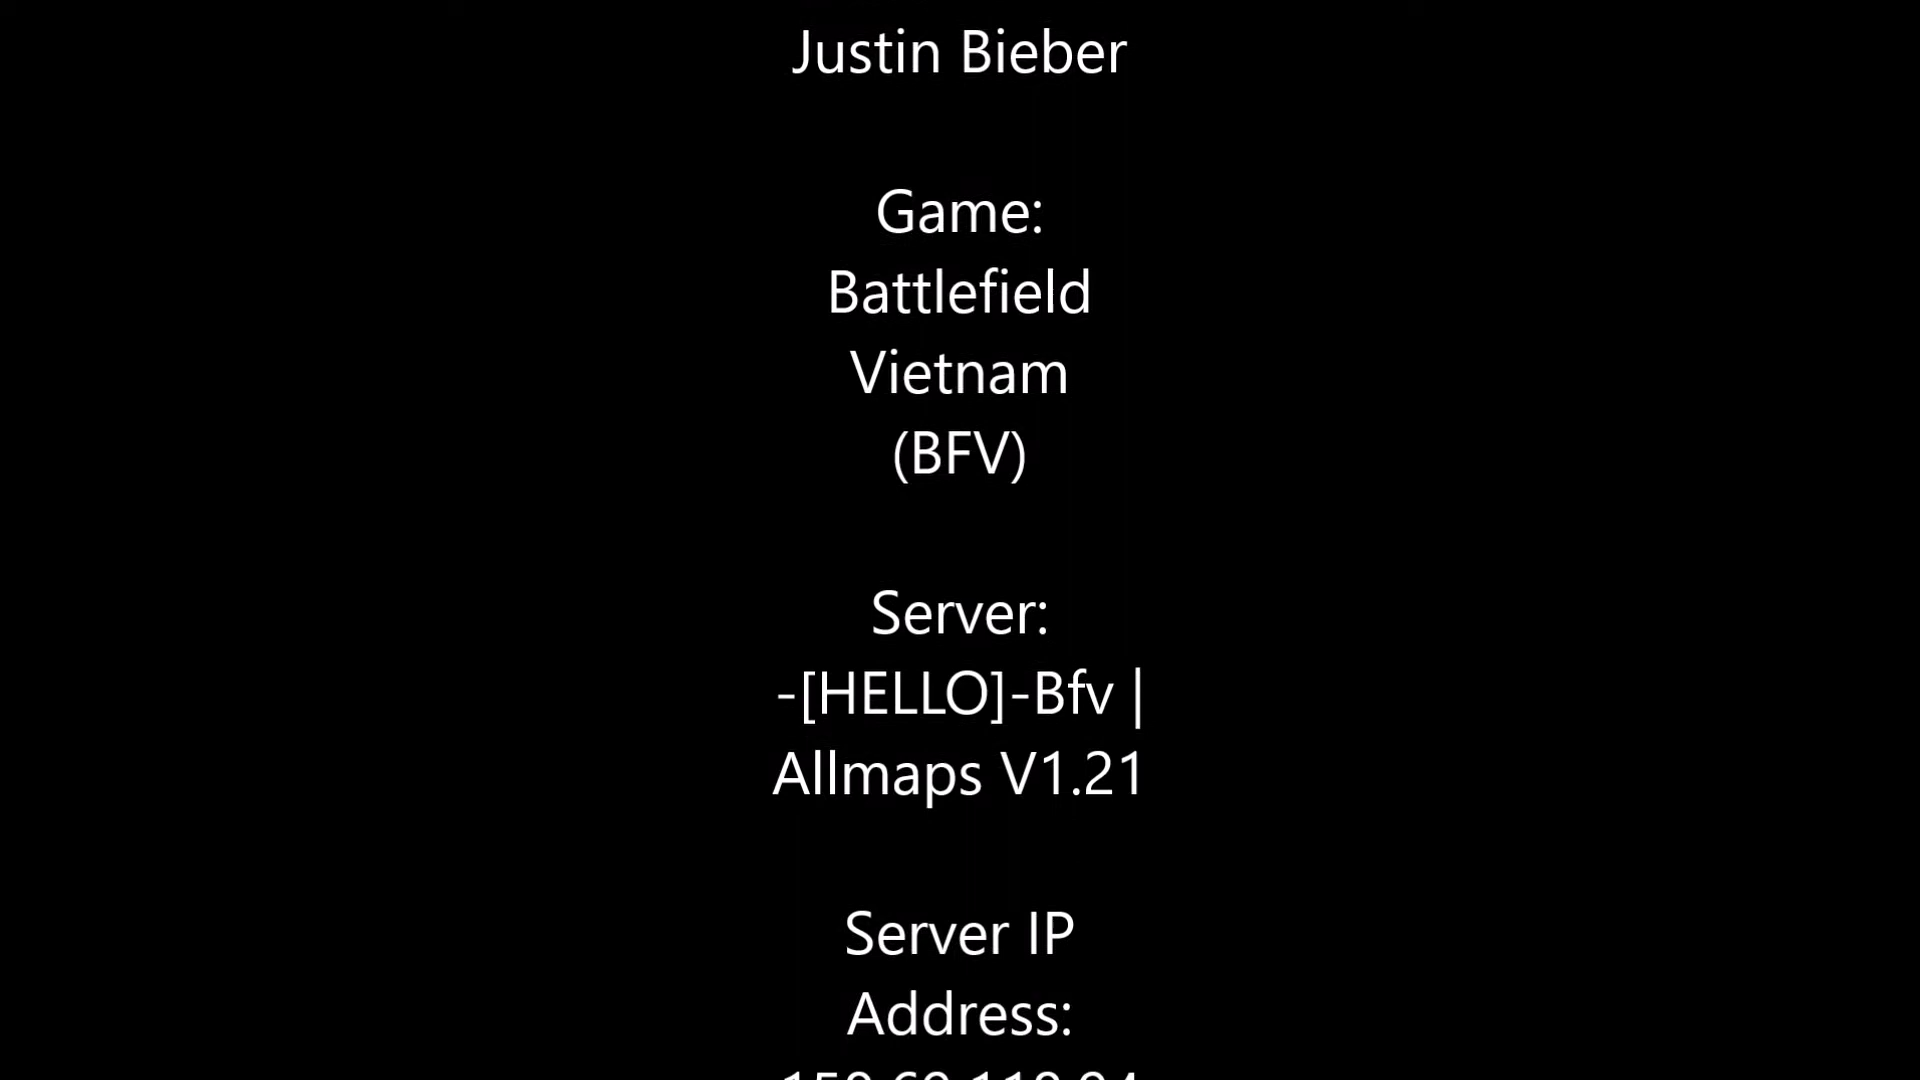 Justin Bieber
Game:
Battlefield
Vietnam
(BFV)
Server:
-[HELLO]-Bfv |
Allmaps V1.21
Server IP
Address: